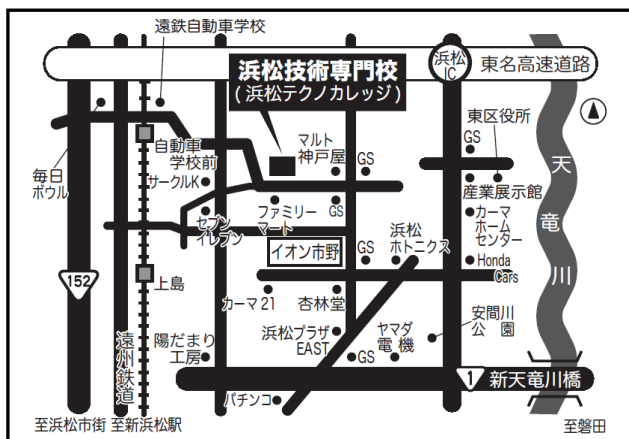 遠鉄自動車学校
浜松技術専門校
(浜松テクノカレッジ)
浜松
IC
東名高速道路
毎日
ボウル
自動車
学校前
サークルK
マルト
神戸屋
GS
GS
東区役所
産業展示館
天竜川
セブン
イレブン
ファミリー
マート
GS
浜松
ホトニクス
カーマ
ホーム
センター
イオン市野
GS
Honda
Cars
152
上島
カーマ21
杏林堂
安間川
公園
遠州鉄道
陽だまり
工房
浜松プラザ
EAST
ヤマダ
電機
GS
1
新天竜川橋
パチンコ
至浜松市街
至新浜松駅
至磐田